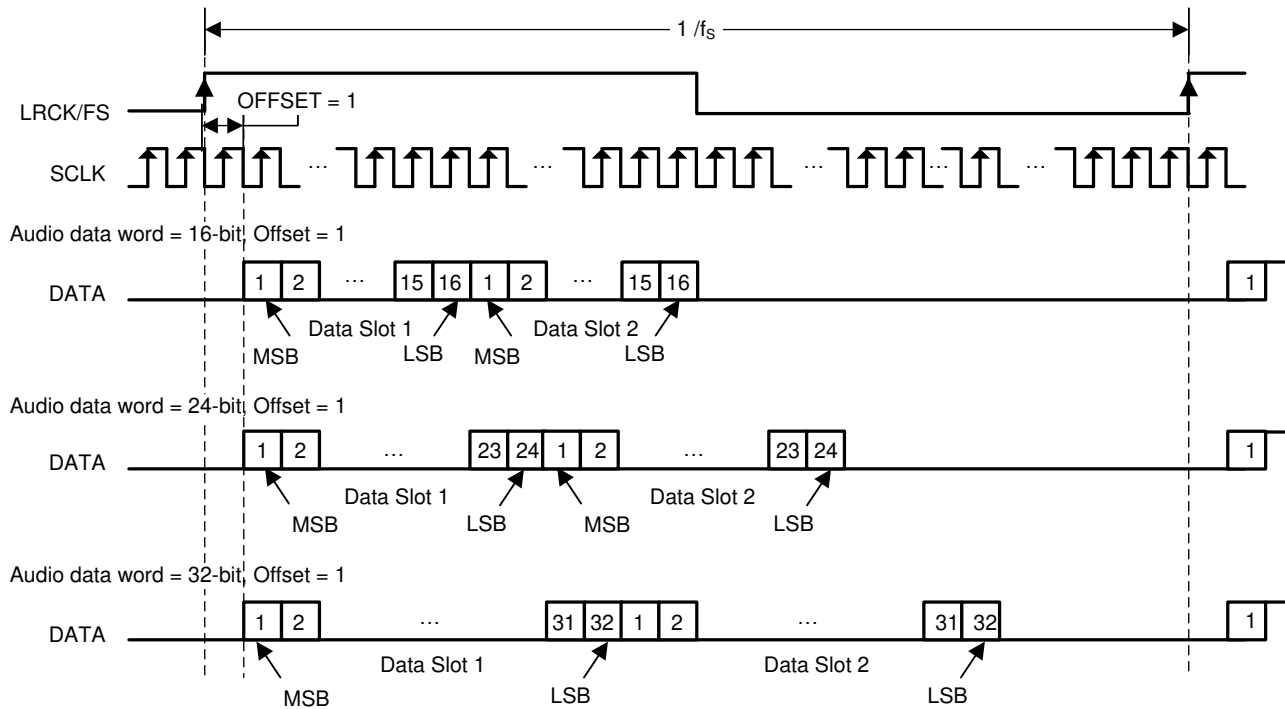 1 /fS
LRCK/FS
OFFSET = 1
SCLK
… … … … …
Audio data word = 16-bit, Offset = 1
DATA
1 2 … 15 16 1 2 … 15 16 1
Data Slot 1 Data Slot 2
MSB LSB MSB LSB
Audio data word = 24-bit, Offset = 1
DATA
1 2 … 23 24 1 2 … 23 24 1
Data Slot 1 Data Slot 2
MSB LSB MSB LSB
Audio data word = 32-bit, Offset = 1
DATA
1 2 … 31 32 1 2 … 31 32 1
Data Slot 1 Data Slot 2
MSB LSB LSB